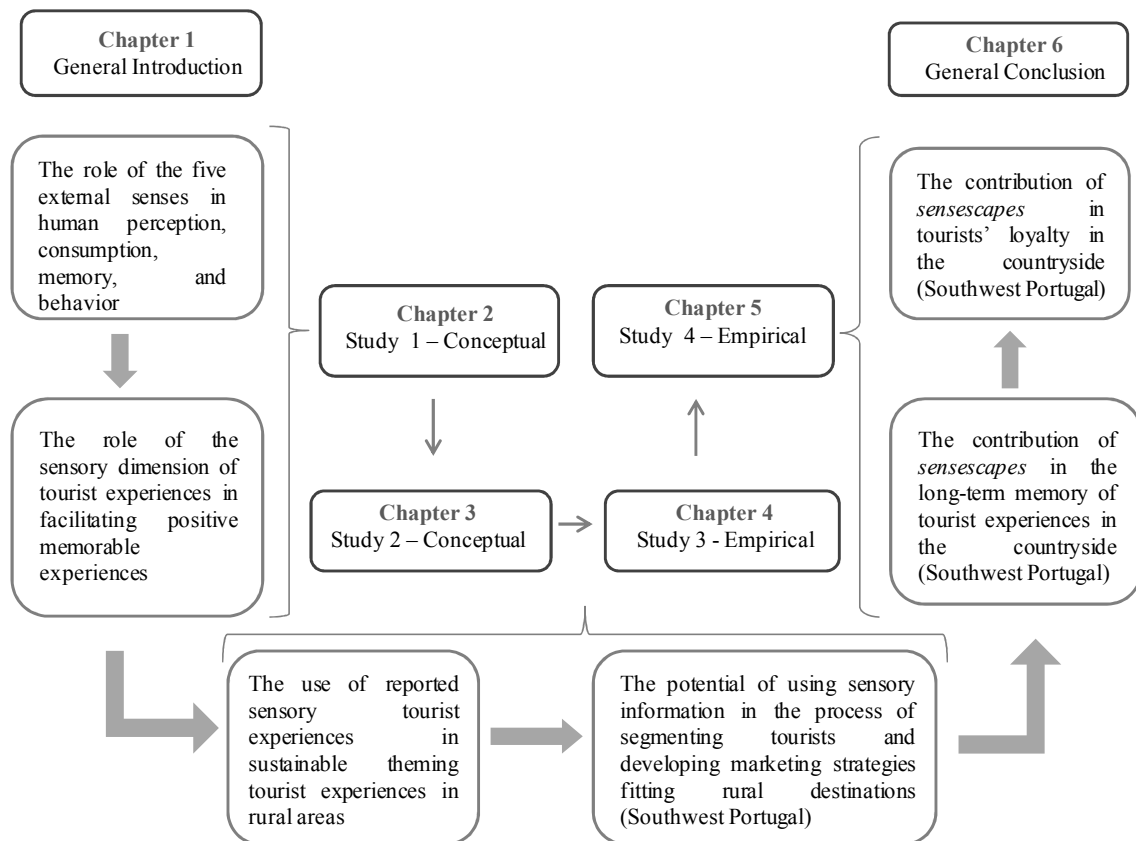 Chapter 1
General Introduction
Chapter 6
General Conclusion
The role of the five
external senses in
human perception,
consumption,
memory, and
behavior
The role of the
sensory dimension of
tourist experiences in
facilitating positive
memorable
experiences
Chapter 2
Study 1 – Conceptual
Chapter 3
Study 2 – Conceptual
Chapter 4
Study 3 - Empirical
Chapter 5
Study 4 – Empirical
The use of reported
sensory tourist
experiences in
sustainable theming
tourist experiences in
rural areas
The potential of using sensory
information in the process of
segmenting tourists and
developing marketing strategies
fitting rural destinations
(Southwest Portugal)
The contribution of
sensescapes in the
long-term memory of
tourist experiences in
the countryside
(Southwest Portugal)
The contribution of
sensescapes in
tourists’ loyalty in
the countryside
(Southwest Portugal)